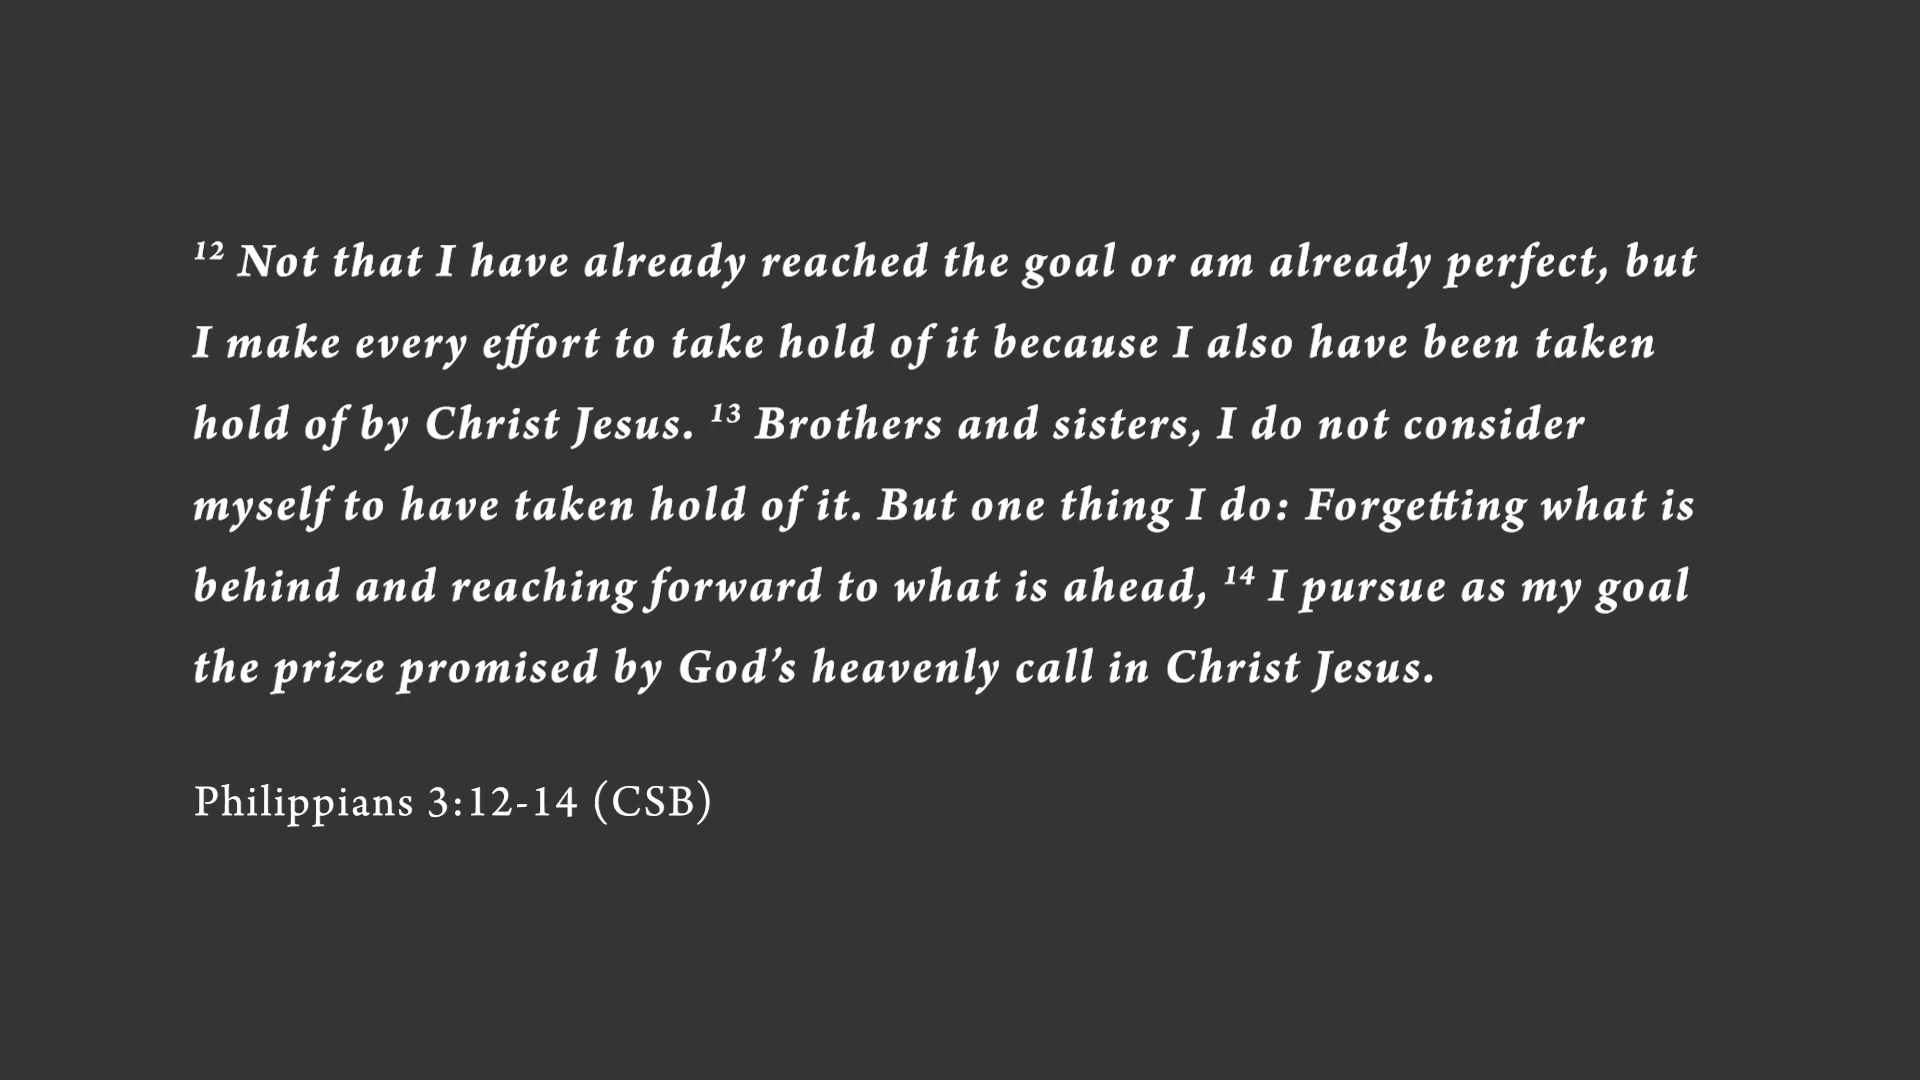 ¹² Not that I have already reached the goal or am already perfect, but
I make every effort to take hold of it because I also have been taken
hold of by Christ Jesus. ¹³ Brothers and sisters, I do not consider
myself to have taken hold of it. But one thing I do: Forgetting what is
behind and reaching forward to what is ahead, ¹⁴ I pursue as my goal
the prize promised by God’s heavenly call in Christ Jesus.
Philippians 3:12-14 (CSB)